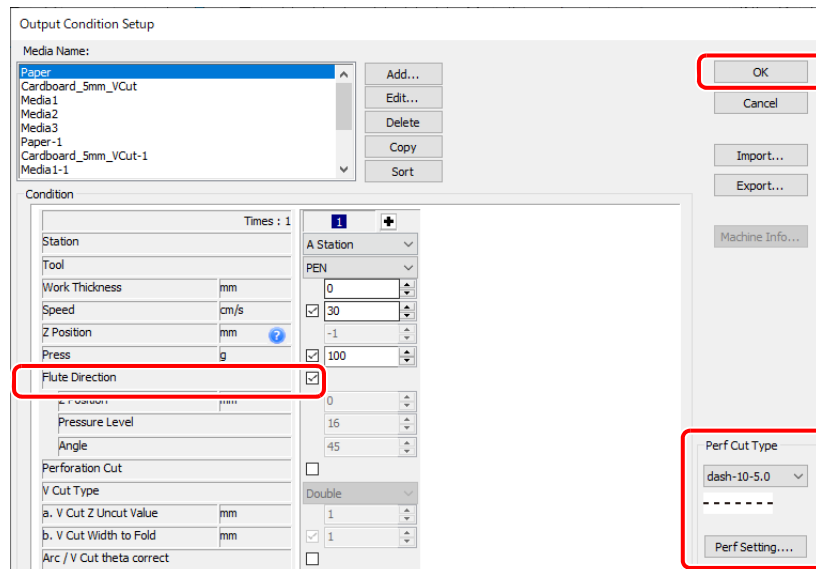 Output Condition Setup
Media Name:
Paper
Cardboard_5mm_VCut
Media1
Media2
Media3
Paper-1
Cardboard_5mm_VCut-1
Media1-1
Add...
Edit...
Delete
Copy
Sort
OK
Cancel
Import...
Export...
Machine Info...
Condition
Times : 1 1
Station A Station
Tool PEN
Work Thickness mm 0
Speed cm/s 30
Z Position mm ? -1
Press g 100
Flute Direction
Z Position mm 0
Pressure Level 16
Angle 45
Perforation Cut
V Cut Type Double
a. V Cut Z Uncut Value mm 1
b. V Cut Width to Fold mm 1
Arc / V Cut theta correct
Perf Cut Type
dash-10-5.0
Perf Setting....